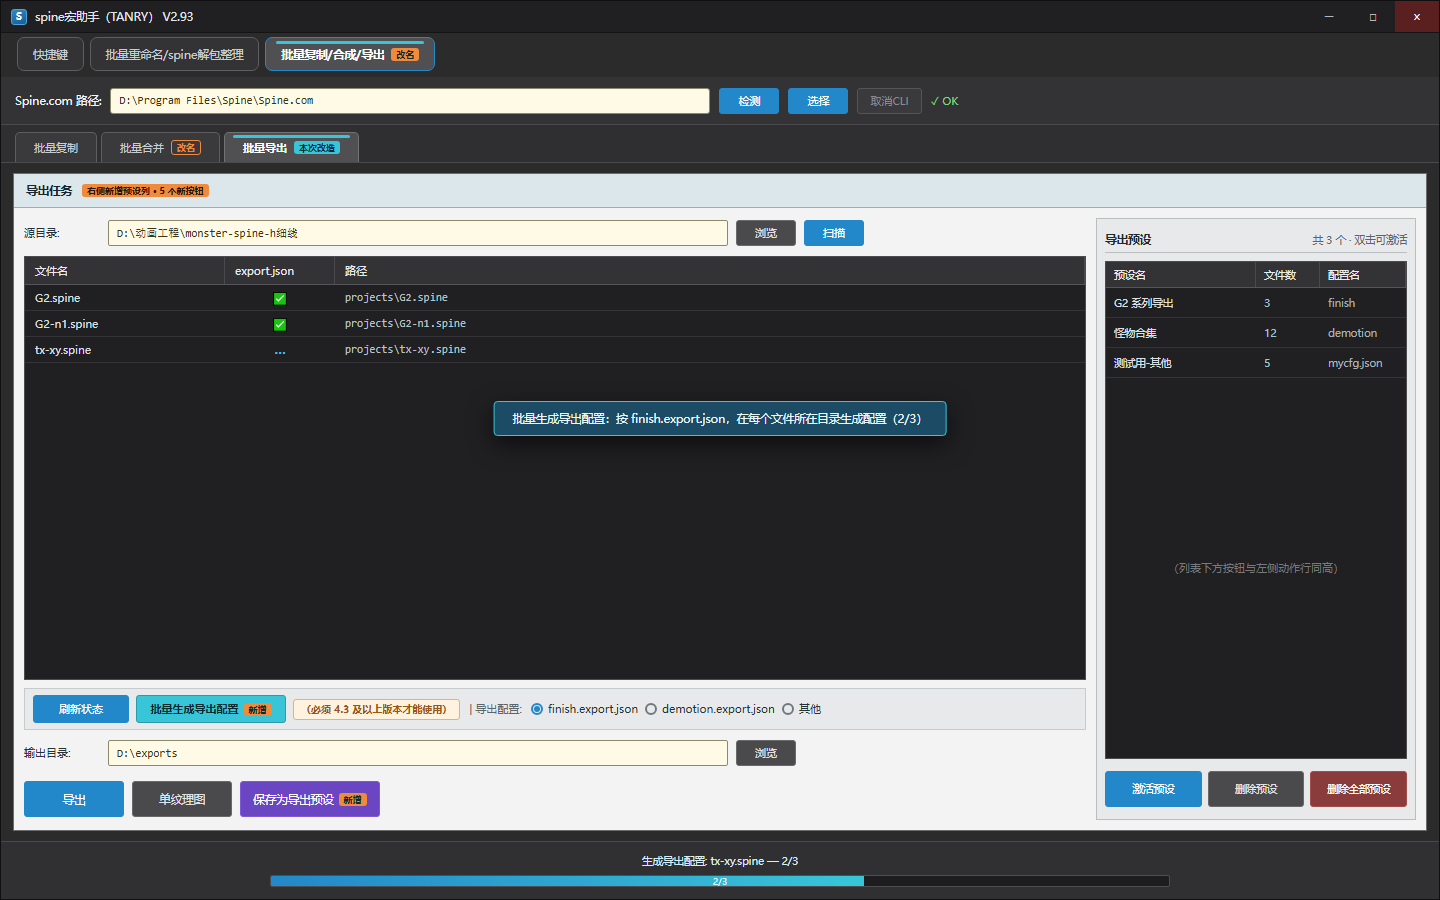 S spine宏助手（TANRY） V2.93
快捷键 批量重命名/spine解包整理 批量复制/合成/导出 改名
Spine.com 路径: D:\Program Files\Spine\Spine.com 检测 选择 取消CLI ✓ OK
批量复制 批量合并 改名 批量导出 本次改造
导出任务 右侧新增预设列 • 5 个新按钮
源目录: D:\动画工程\monster-spine-h细线 浏览 扫描
文件名 export.json 路径
G2.spine ✅ projects\G2.spine
G2-n1.spine ✅ projects\G2-n1.spine
tx-xy.spine ... projects\tx-xy.spine
批量生成导出配置：按 finish.export.json，在每个文件所在目录生成配置（2/3）
刷新状态 批量生成导出配置 新增 （必须 4.3 及以上版本才能使用） | 导出配置: finish.export.json demotion.export.json 其他
输出目录: D:\exports 浏览
导出 单纹理图 保存为导出预设 新增
导出预设 共 3 个 · 双击可激活
预设名 文件数 配置名
G2 系列导出 3 finish
怪物合集 12 demotion
测试用-其他 5 mycfg.json
（列表下方按钮与左侧动作行同高）
激活预设 删除预设 删除全部预设
生成导出配置: tx-xy.spine — 2/3
2/3